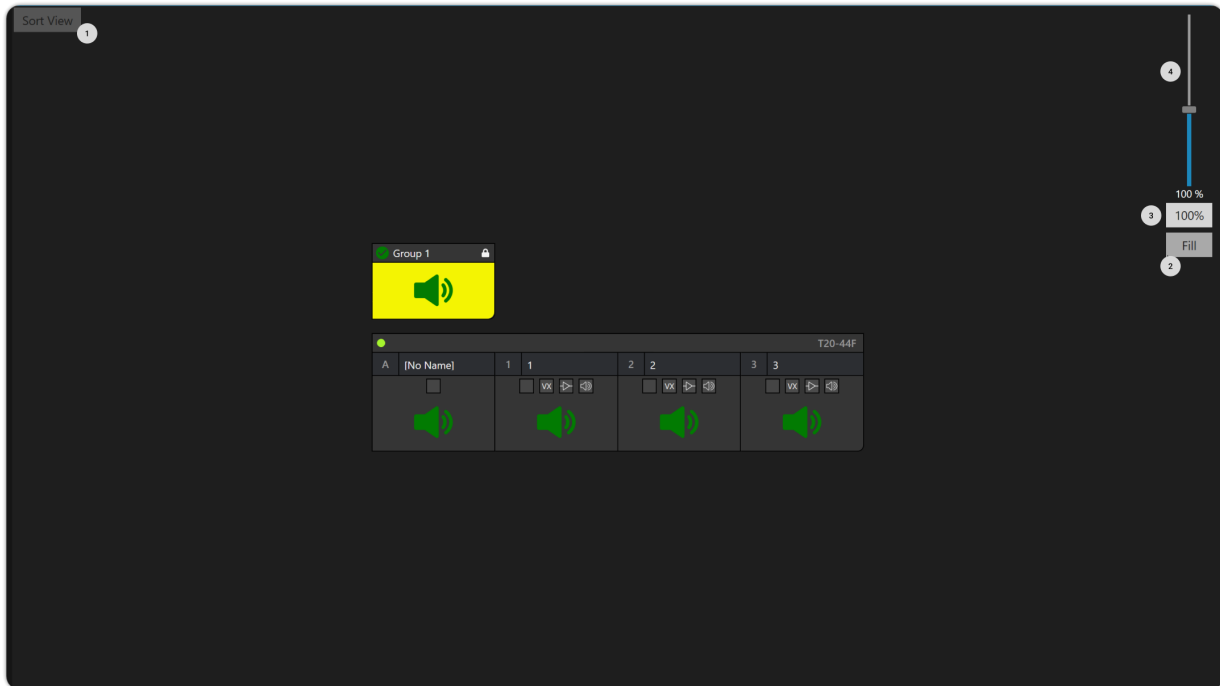 Sort View
1
4
100 %
3 100%
Fill
2
Group 1
T20-44F
A [No Name] 1 1 2 2 3 3
VX VX VX